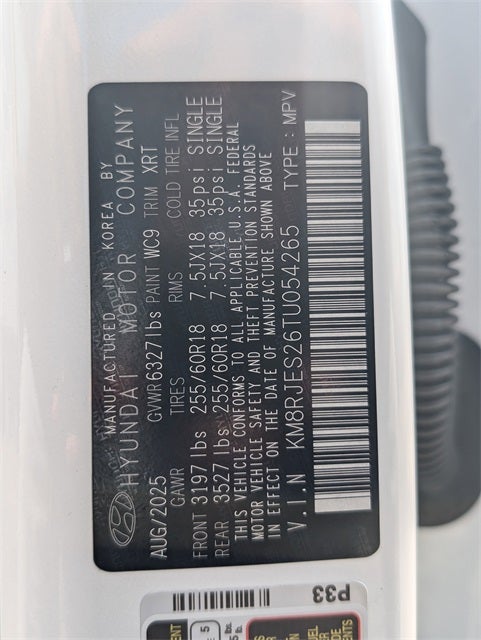 MANUFACTURED IN KOREA BY
HYUNDAI MOTOR COMPANY
AUG/2025 GVWR 6327 lbs PAINT WC9 TRIM XRT
GAWR TIRES RIMS COLD TIRE INFL
FRONT 3197 lbs 255/60R18 7.5JX18 35psi SINGLE
REAR 3527 lbs 255/60R18 7.5JX18 35psi SINGLE
THIS VEHICLE CONFORMS TO ALL APPLICABLE U.S.A. FEDERAL
MOTOR VEHICLE SAFETY AND THEFT PREVENTION STANDARDS
IN EFFECT ON THE DATE OF MANUFACTURE SHOWN ABOVE
V.I.N KM8RJES26TU054265 TYPE : MPV
P33